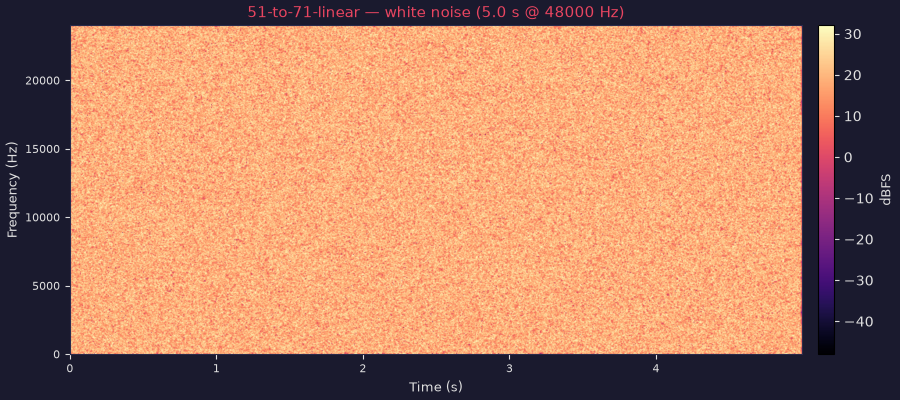 51-to-71-linear — white noise (5.0 s @ 48000 Hz)
Frequency (Hz)
20000
15000
10000
5000
0
0 1 2 3 4
Time (s)
30
20
10
0
−10
−20
−30
−40
dBFS